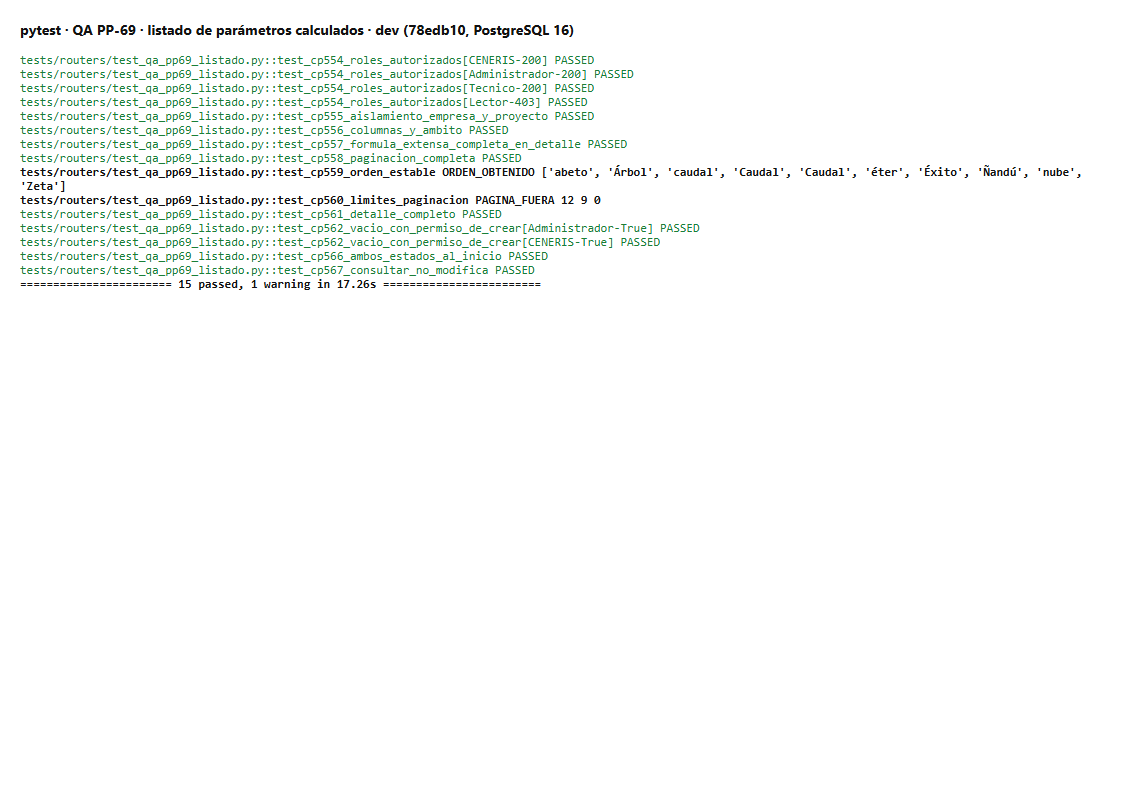 pytest · QA PP-69 · listado de parámetros calculados · dev (78edb10, PostgreSQL 16)
tests/routers/test_qa_pp69_listado.py::test_cp554_roles_autorizados[CENERIS-200] PASSED
tests/routers/test_qa_pp69_listado.py::test_cp554_roles_autorizados[Administrador-200] PASSED
tests/routers/test_qa_pp69_listado.py::test_cp554_roles_autorizados[Tecnico-200] PASSED
tests/routers/test_qa_pp69_listado.py::test_cp554_roles_autorizados[Lector-403] PASSED
tests/routers/test_qa_pp69_listado.py::test_cp555_aislamiento_empresa_y_proyecto PASSED
tests/routers/test_qa_pp69_listado.py::test_cp556_columnas_y_ambito PASSED
tests/routers/test_qa_pp69_listado.py::test_cp557_formula_extensa_completa_en_detalle PASSED
tests/routers/test_qa_pp69_listado.py::test_cp558_paginacion_completa PASSED
tests/routers/test_qa_pp69_listado.py::test_cp559_orden_estable ORDEN_OBTENIDO ['abeto', 'Árbol', 'caudal', 'Caudal', 'Caudal', 'éter', 'Éxito', 'Ñandú', 'nube',
'Zeta']
tests/routers/test_qa_pp69_listado.py::test_cp560_limites_paginacion PAGINA_FUERA 12 9 0
tests/routers/test_qa_pp69_listado.py::test_cp561_detalle_completo PASSED
tests/routers/test_qa_pp69_listado.py::test_cp562_vacio_con_permiso_de_crear[Administrador-True] PASSED
tests/routers/test_qa_pp69_listado.py::test_cp562_vacio_con_permiso_de_crear[CENERIS-True] PASSED
tests/routers/test_qa_pp69_listado.py::test_cp566_ambos_estados_al_inicio PASSED
tests/routers/test_qa_pp69_listado.py::test_cp567_consultar_no_modifica PASSED
======================= 15 passed, 1 warning in 17.26s ========================